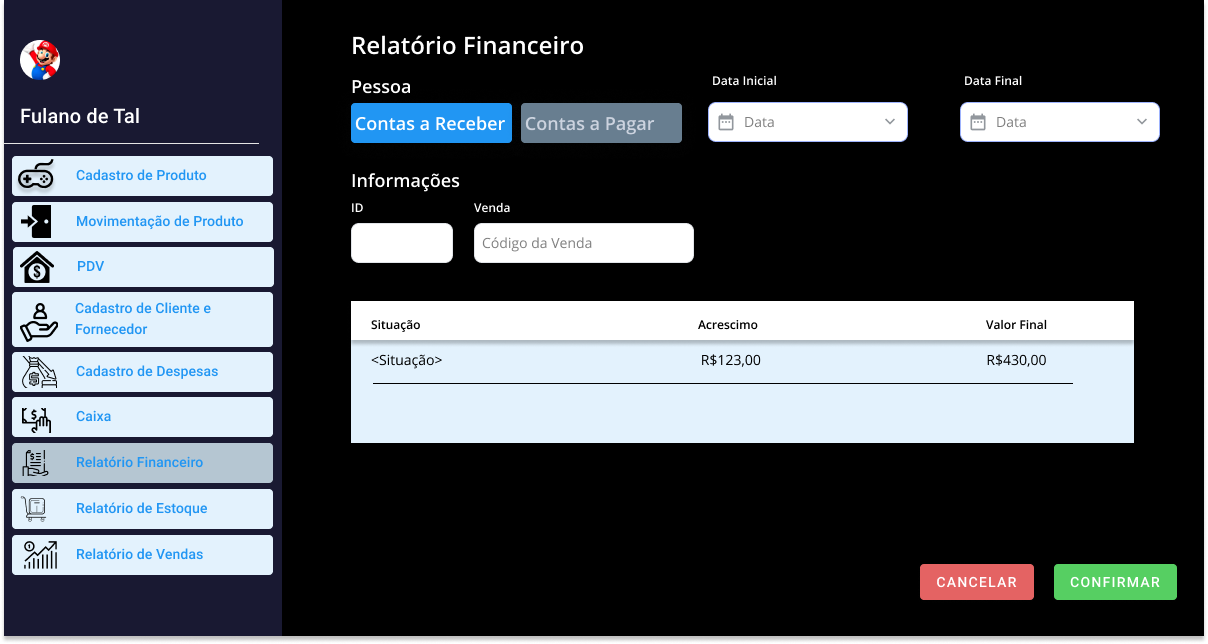 Fulano de Tal
Cadastro de Produto
Movimentação de Produto
PDV
Cadastro de Cliente e
Fornecedor
Cadastro de Despesas
Caixa
Relatório Financeiro
Relatório de Estoque
Relatório de Vendas
Relatório Financeiro
Pessoa
Contas a Receber
Contas a Pagar
Data Inicial
Data
Data Final
Data
Informações
ID
Venda
Código da Venda
Situação Acrescimo Valor Final
<Situação> R$123,00 R$430,00
CANCELAR
CONFIRMAR